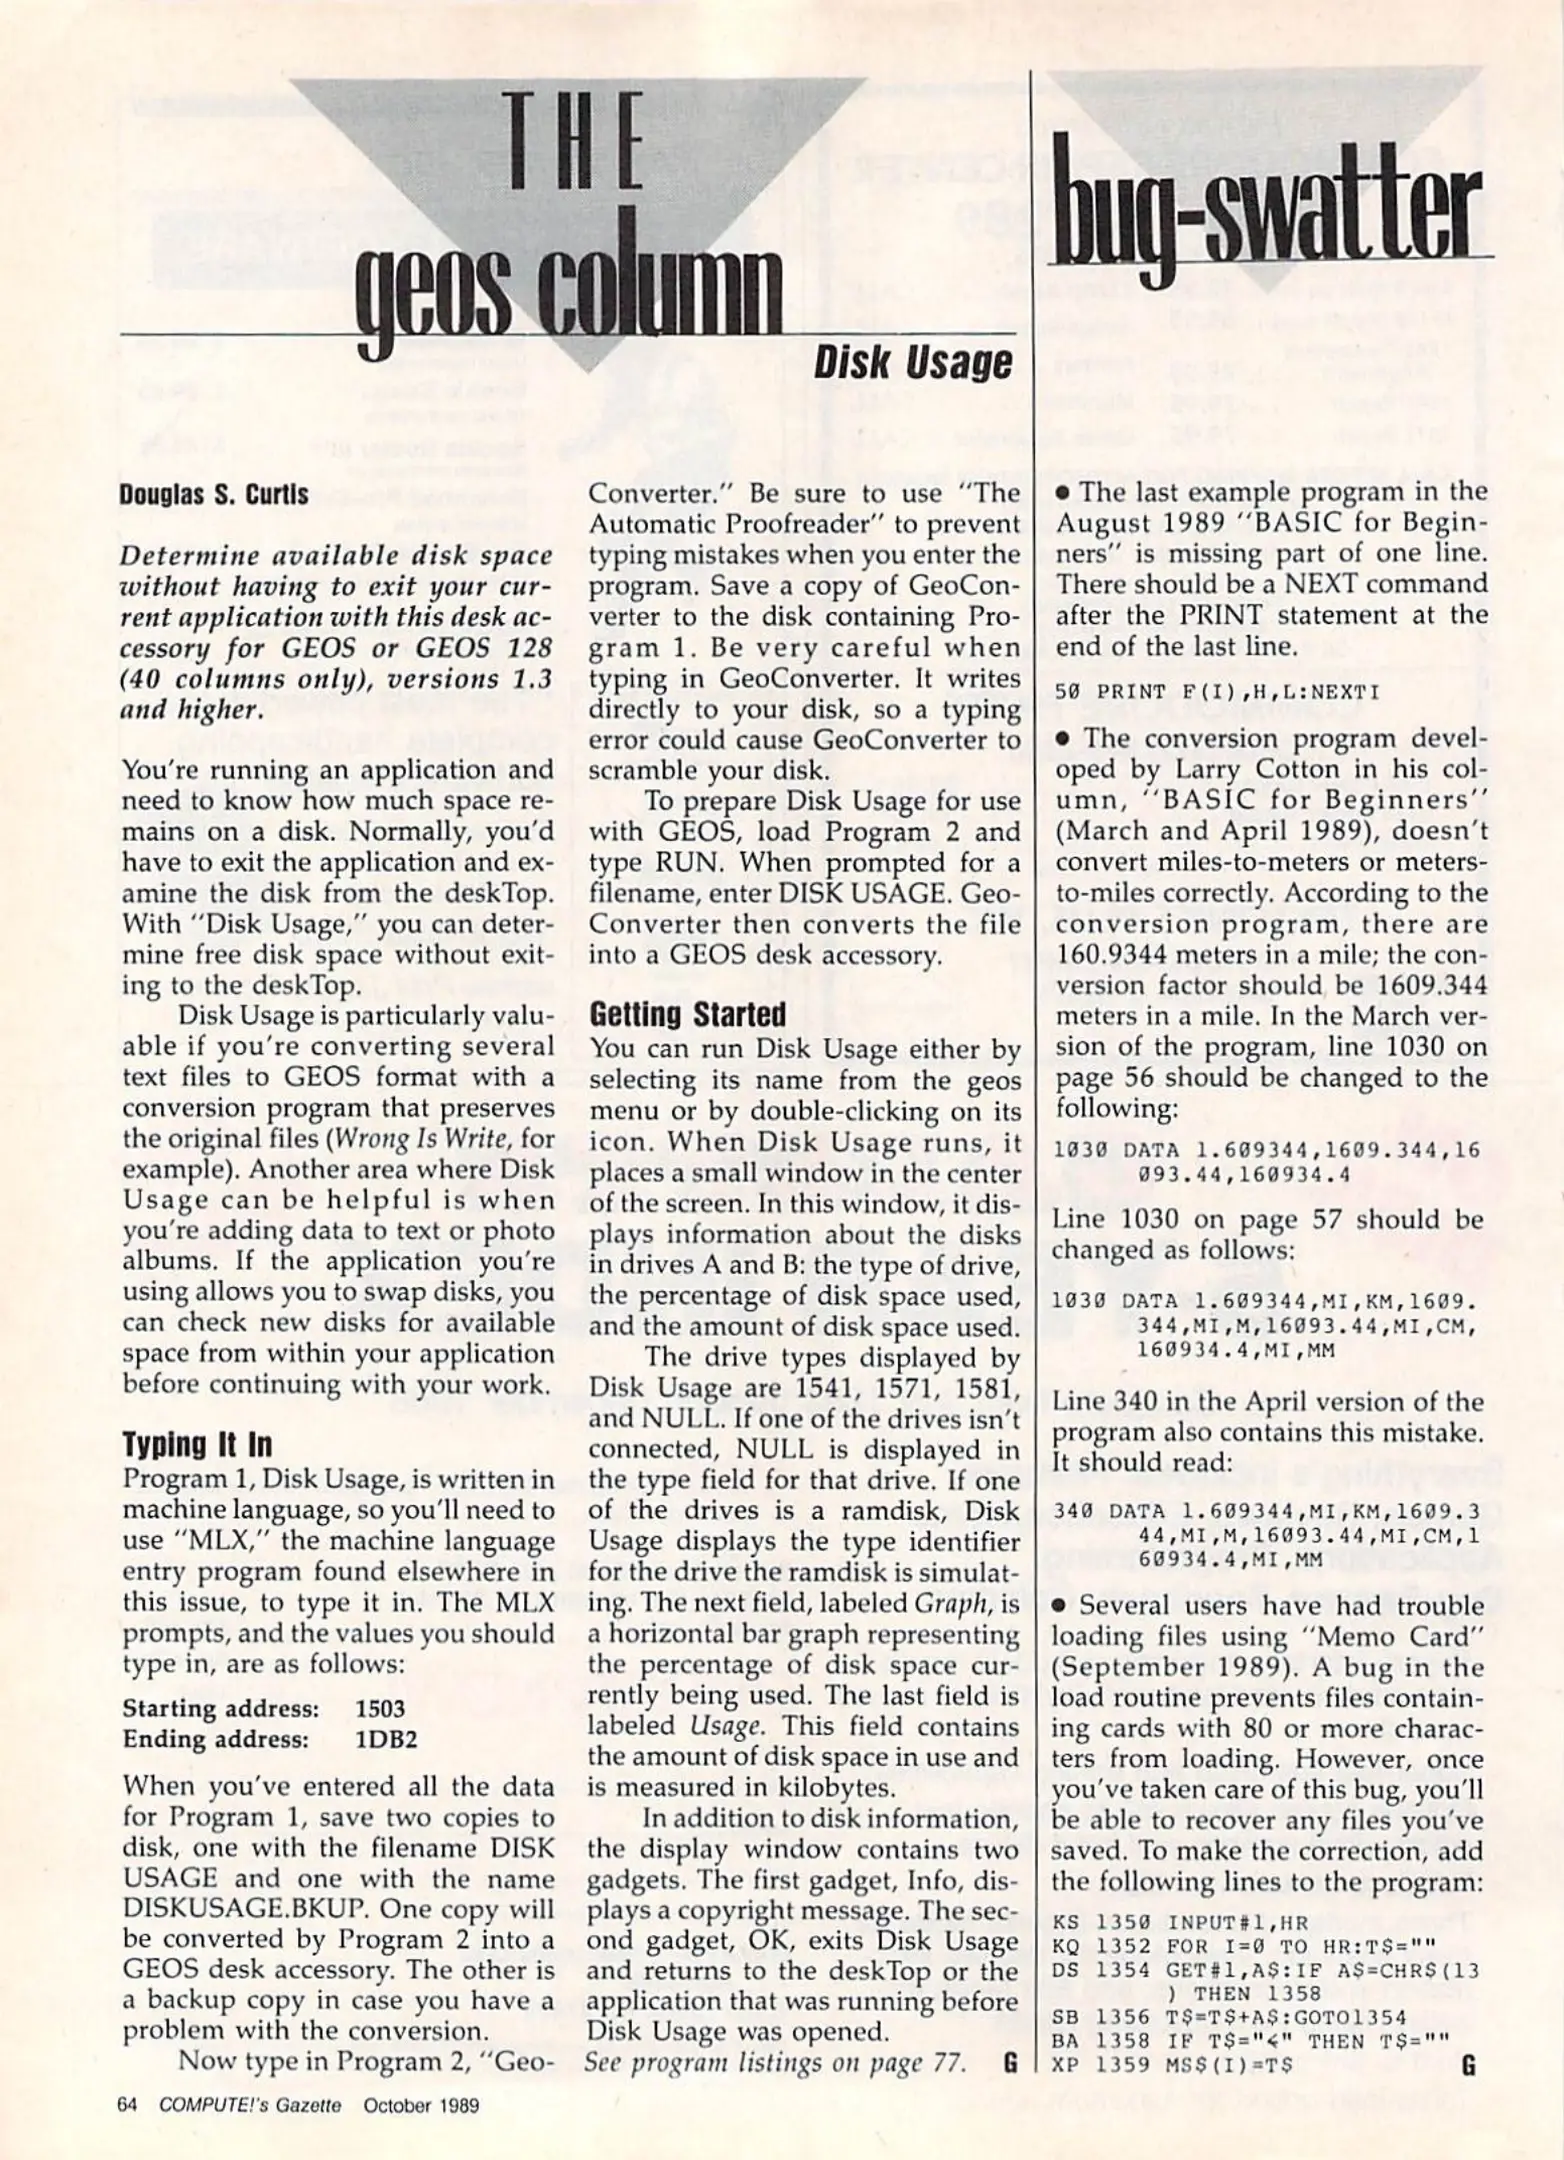 THE
geos column
Disk Usage
Douglas S. Curtis
Determine available disk space
without having to exit your cur-
rent application with this desk ac-
cessory for GEOS or GEOS 128
(40 columns only), versions 1.3
and higher.
You're running an application and
need to know how much space re-
mains on a disk. Normally, you'd
have to exit the application and ex-
amine the disk from the deskTop.
With "Disk Usage," you can deter-
mine free disk space without exit-
ing to the deskTop.
Disk Usage is particularly valu-
able if you're converting several
text files to GEOS format with a
conversion program that preserves
the original files (Wrong Is Write, for
example). Another area where Disk
Usage can be helpful is when
you're adding data to text or photo
albums. If the application you're
using allows you to swap disks, you
can check new disks for available
space from within your application
before continuing with your work.
Typing It In
Program 1, Disk Usage, is written in
machine language, so you'll need to
use "MLX," the machine language
entry program found elsewhere in
this issue, to type it in. The MLX
prompts, and the values you should
type in, are as follows:
Starting address: 1503
Ending address: 1DB2
When you've entered all the data
for Program 1, save two copies to
disk, one with the filename DISK
USAGE and one with the name
DISKUSAGE.BKUP. One copy will
be converted by Program 2 into a
GEOS desk accessory. The other is
a backup copy in case you have a
problem with the conversion.
Now type in Program 2, "Geo-
Converter." Be sure to use "The
Automatic Proofreader" to prevent
typing mistakes when you enter the
program. Save a copy of GeoCon-
verter to the disk containing Pro-
gram 1. Be very careful when
typing in GeoConverter. It writes
directly to your disk, so a typing
error could cause GeoConverter to
scramble your disk.
To prepare Disk Usage for use
with GEOS, load Program 2 and
type RUN. When prompted for a
filename, enter DISK USAGE. Geo-
Converter then converts the file
into a GEOS desk accessory.
Getting Started
You can run Disk Usage either by
selecting its name from the geos
menu or by double-clicking on its
icon. When Disk Usage runs, it
places a small window in the center
of the screen. In this window, it dis-
plays information about the disks
in drives A and B: the type of drive,
the percentage of disk space used,
and the amount of disk space used.
The drive types displayed by
Disk Usage are 1541, 1571, 1581,
and NULL. If one of the drives isn't
connected, NULL is displayed in
the type field for that drive. If one
of the drives is a ramdisk, Disk
Usage displays the type identifier
for the drive the ramdisk is simulat-
ing. The next field, labeled Graph, is
a horizontal bar graph representing
the percentage of disk space cur-
rently being used. The last field is
labeled Usage. This field contains
the amount of disk space in use and
is measured in kilobytes.
In addition to disk information,
the display window contains two
gadgets. The first gadget, Info, dis-
plays a copyright message. The sec-
ond gadget, OK, exits Disk Usage
and returns to the deskTop or the
application that was running before
Disk Usage was opened.
See program listings on page 77. G
bug-swatter
● The last example program in the
August 1989 "BASIC for Begin-
ners" is missing part of one line.
There should be a NEXT command
after the PRINT statement at the
end of the last line.
50 PRINT F(I),H,L:NEXTI
● The conversion program devel-
oped by Larry Cotton in his col-
umn, "BASIC for Beginners"
(March and April 1989), doesn't
convert miles-to-meters or meters-
to-miles correctly. According to the
conversion program, there are
160.9344 meters in a mile; the con-
version factor should be 1609.344
meters in a mile. In the March ver-
sion of the program, line 1030 on
page 56 should be changed to the
following:
1030 DATA 1.609344,1609.344,16
093.44,160934.4
Line 1030 on page 57 should be
changed as follows:
1030 DATA 1.609344,MI,KM,1609.
344,MI,M,16093.44,MI,CM,
160934.4,MI,MM
Line 340 in the April version of the
program also contains this mistake.
It should read:
340 DATA 1.609344,MI,KM,1609.3
44,MI,M,16093.44,MI,CM,1
60934.4,MI,MM
● Several users have had trouble
loading files using "Memo Card"
(September 1989). A bug in the
load routine prevents files contain-
ing cards with 80 or more charac-
ters from loading. However, once
you've taken care of this bug, you'll
be able to recover any files you've
saved. To make the correction, add
the following lines to the program:
KS 1350 INPUT#1,HR
KQ 1352 FOR I=0 TO HR:T$=""
DS 1354 GET#1,A$:IF A$=CHR$(13
) THEN 1358
SB 1356 T$=T$+A$:GOTO1354
BA 1358 IF T$="<" THEN T$=""
XP 1359 MS$(I)=T$ G
64 COMPUTE!'s Gazette October 1989